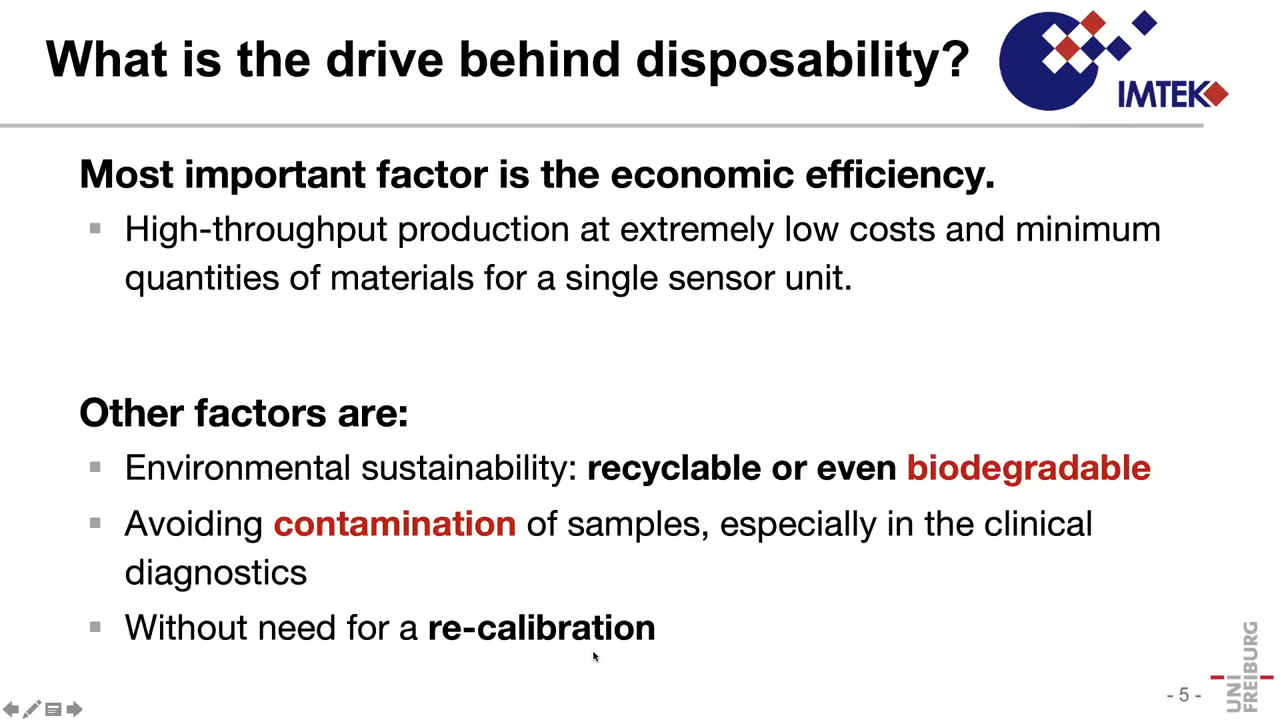 What is the drive behind disposability?
IMTEK
Most important factor is the economic efficiency.
High-throughput production at extremely low costs and minimum
quantities of materials for a single sensor unit.
Other factors are:
Environmental sustainability: recyclable or even biodegradable
Avoiding contamination of samples, especially in the clinical
diagnostics
Without need for a re-calibration
- 5 -
UNI
FREIBURG